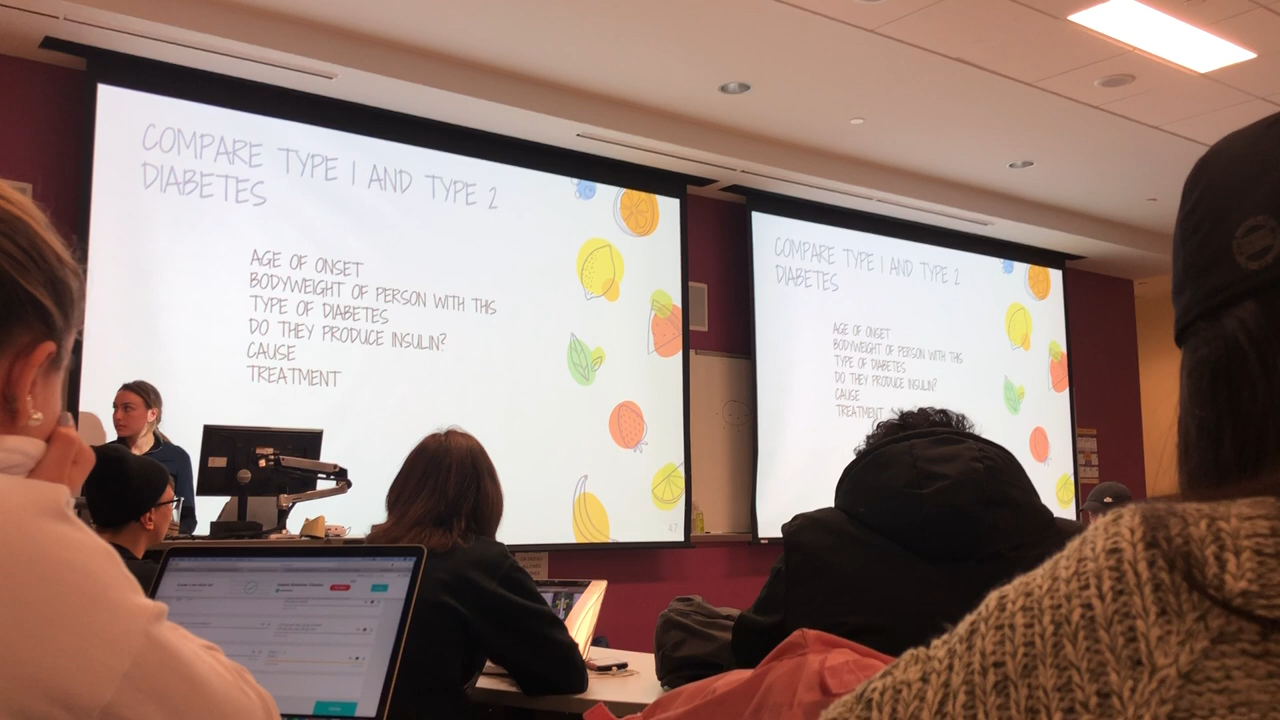 COMPARE TYPE 1 AND TYPE 2
DIABETES
AGE OF ONSET
BODYWEIGHT OF PERSON WITH THIS
TYPE OF DIABETES
DO THEY PRODUCE INSULIN?
CAUSE
TREATMENT
47
COMPARE TYPE 1 AND TYPE 2
DIABETES
AGE OF ONSET
BODYWEIGHT OF PERSON WITH THIS
TYPE OF DIABETES
DO THEY PRODUCE INSULIN?
CAUSE
TREATMENT